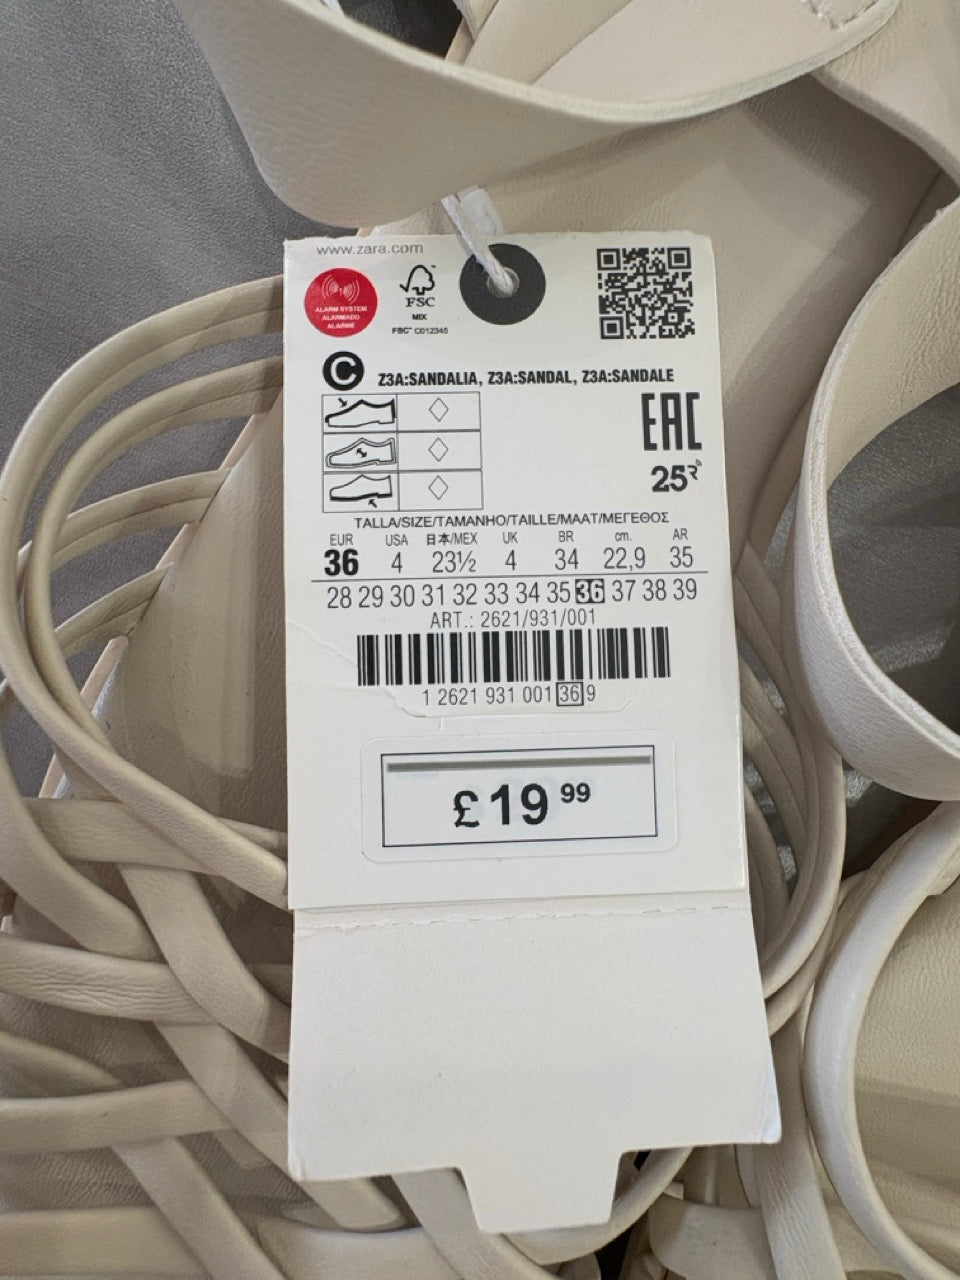 www.zara.com
ALARM SYSTEM
ALARMADO
ALARME
FSC
MIX
FSC™ C012345
C Z3A:SANDALIA, Z3A:SANDAL, Z3A:SANDALE
EAC
25
TALLA/SIZE/TAMANHO/TAILLE/MAAT/ΜΕΓΕΘΟΣ
EUR USA 日本/MEX UK BR cm. AR
36 4 23½ 4 34 22,9 35
28 29 30 31 32 33 34 35 36 37 38 39
ART.: 2621/931/001
1 2621 931 001 36 9
£19 99